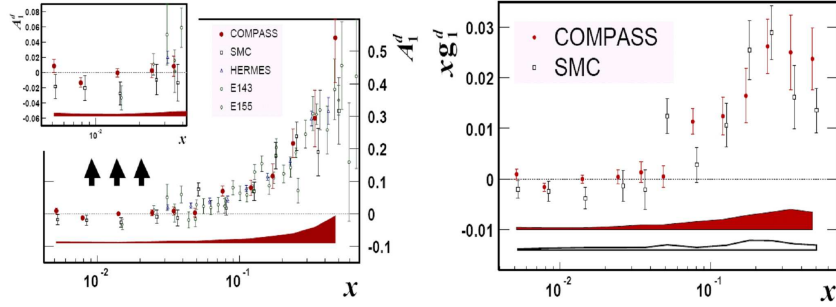 A₁ᵈ
0.08
0.06
0.04
0.02
0
-0.02
-0.04
-0.06
10⁻²
10⁻¹
x
COMPASS
SMC
HERMES
E143
E155
A₁ᵈ
0.5
0.4
0.3
0.2
0.1
0
-0.1
10⁻²
10⁻¹
x
xg₁ᵈ
0.03
0.02
0.01
0
-0.01
COMPASS
SMC
10⁻²
10⁻¹
x